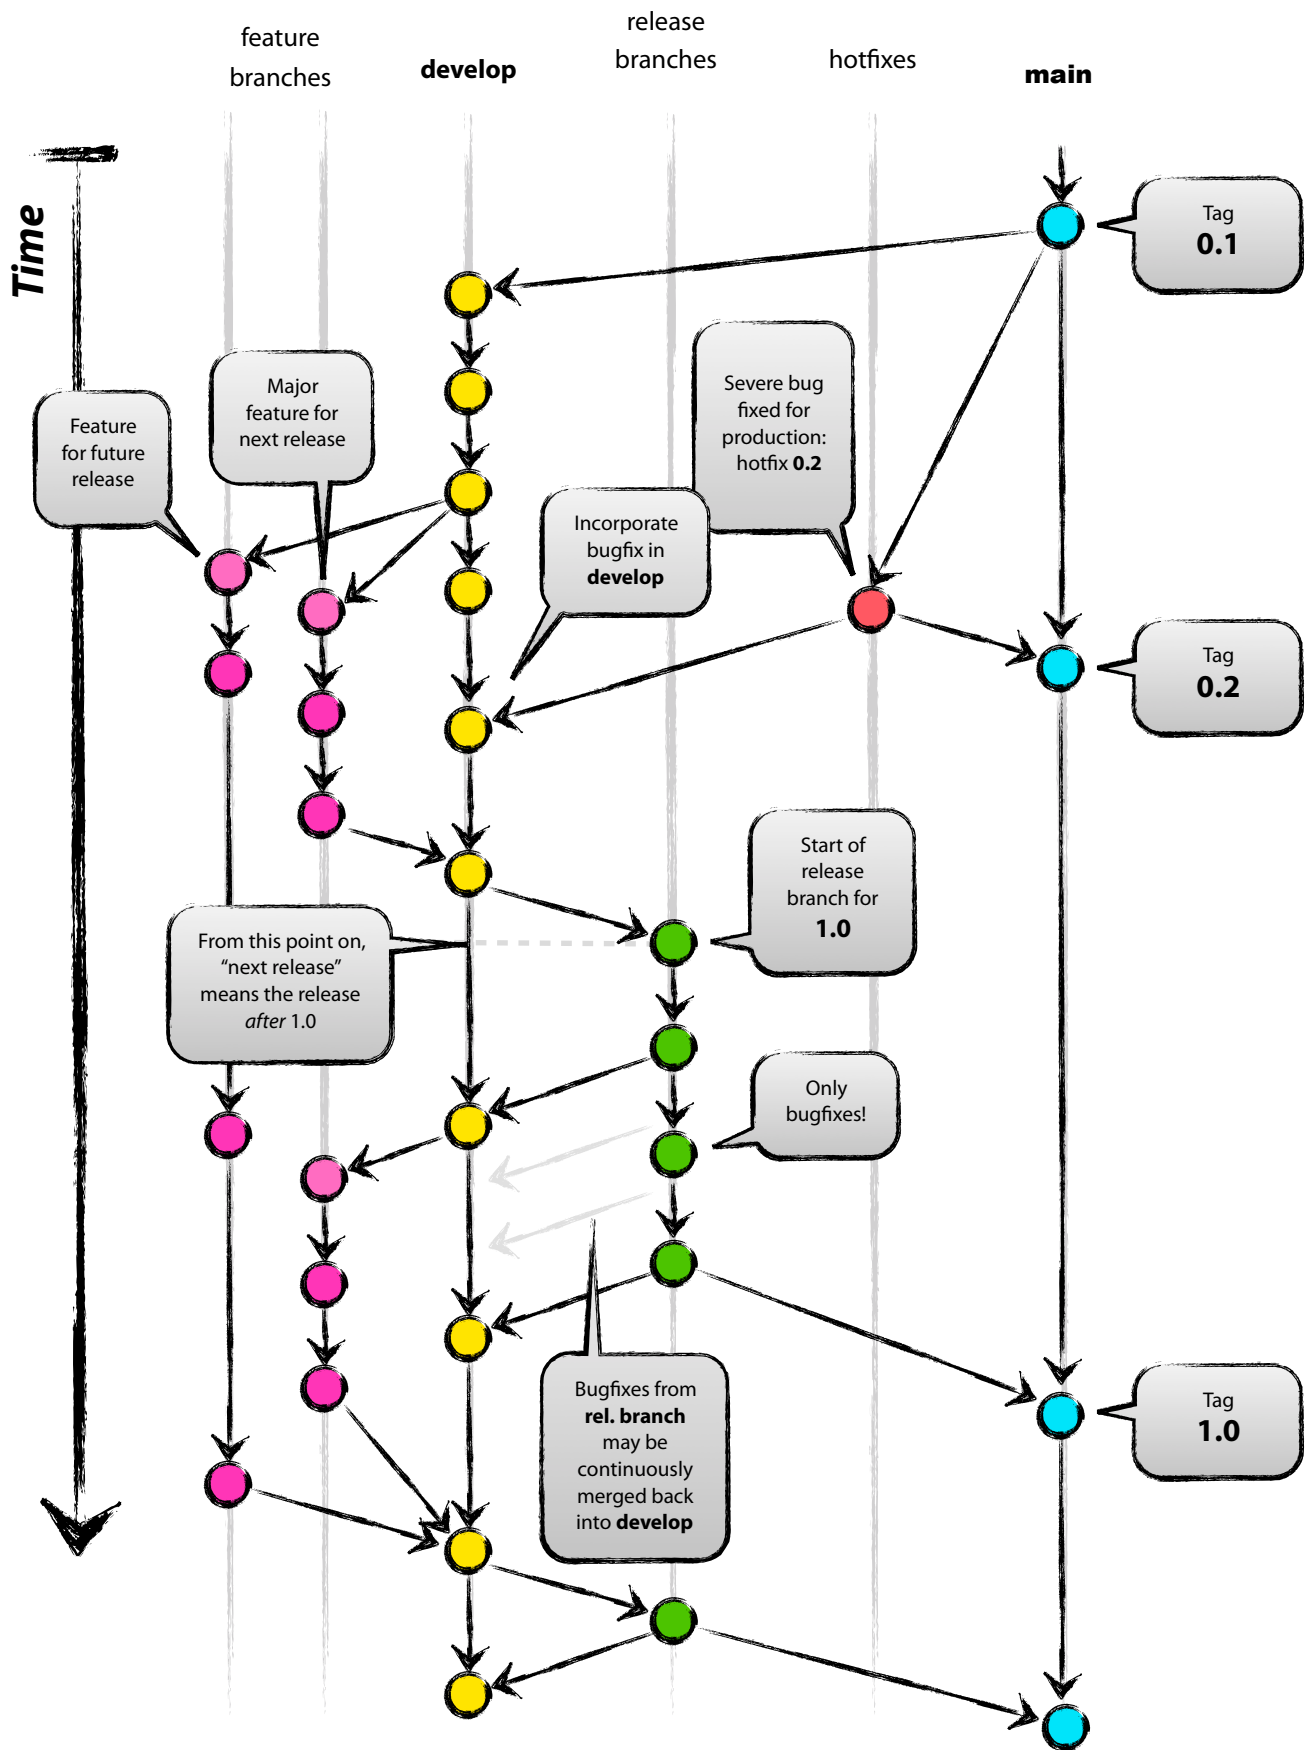 feature
branches
develop
release
branches
hotfixes
main
Time
Tag
0.1
Major
feature for
next release
Feature
for future
release
Severe bug
fixed for
production:
hotfix 0.2
Incorporate
bugfix in
develop
Tag
0.2
Start of
release
branch for
1.0
From this point on,
“next release”
means the release
after 1.0
Only
bugfixes!
Bugfixes from
rel. branch
may be
continuously
merged back
into develop
Tag
1.0